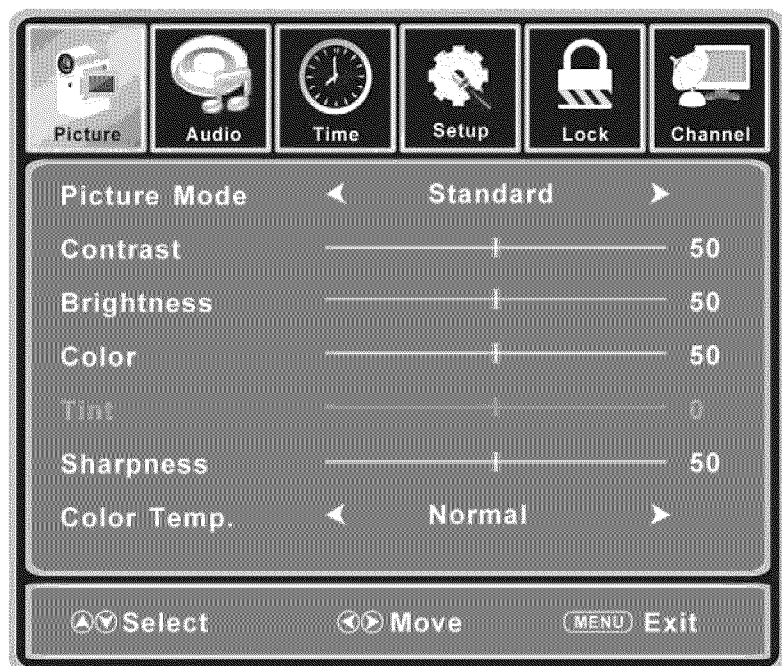 Picture Audio Time Setup Lock Channel
Picture Mode Standard
Contrast 50
Brightness 50
Color 50
Tint 0
Sharpness 50
Color Temp. Normal
Select Move MENU Exit